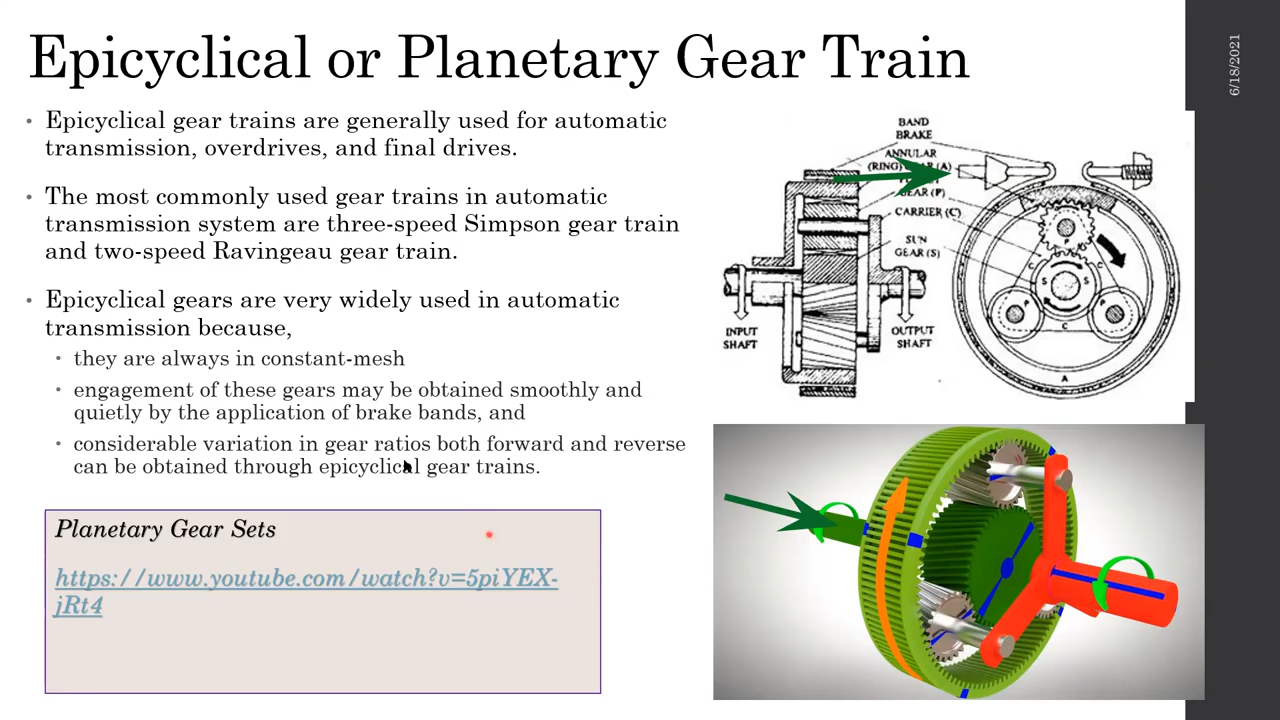 Epicyclical or Planetary Gear Train
6/18/2021
• Epicyclical gear trains are generally used for automatic
transmission, overdrives, and final drives.
• The most commonly used gear trains in automatic
transmission system are three-speed Simpson gear train
and two-speed Ravingeau gear train.
• Epicyclical gears are very widely used in automatic
transmission because,
• they are always in constant-mesh
• engagement of these gears may be obtained smoothly and
quietly by the application of brake bands, and
• considerable variation in gear ratios both forward and reverse
can be obtained through epicyclical gear trains.
Planetary Gear Sets
https://www.youtube.com/watch?v=5piYEX-
jRt4
BAND
BRAKE
ANNULAR
(RING) GEAR (A)
GEAR (P)
CARRIER (C)
SUN
GEAR (S)
INPUT
SHAFT
OUTPUT
SHAFT
P
C
C
S
S
P
P
C
A